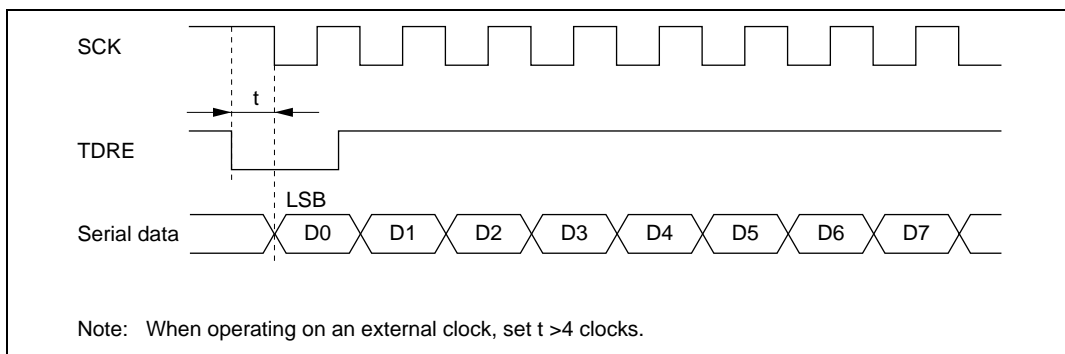 SCK
t
TDRE
LSB
Serial data D0 D1 D2 D3 D4 D5 D6 D7
Note: When operating on an external clock, set t >4 clocks.